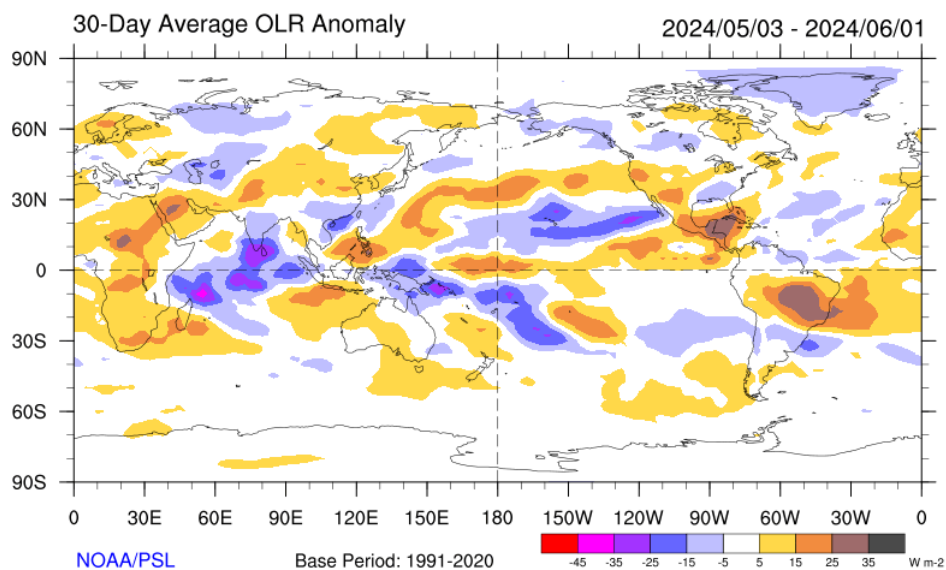 30-Day Average OLR Anomaly
2024/05/03 - 2024/06/01
90N
60N
30N
0
30S
60S
90S
0 30E 60E 90E 120E 150E 180 150W 120W 90W 60W 30W 0
NOAA/PSL
Base Period: 1991-2020
-45 -35 -25 -15 -5 5 15 25 35 W m-2